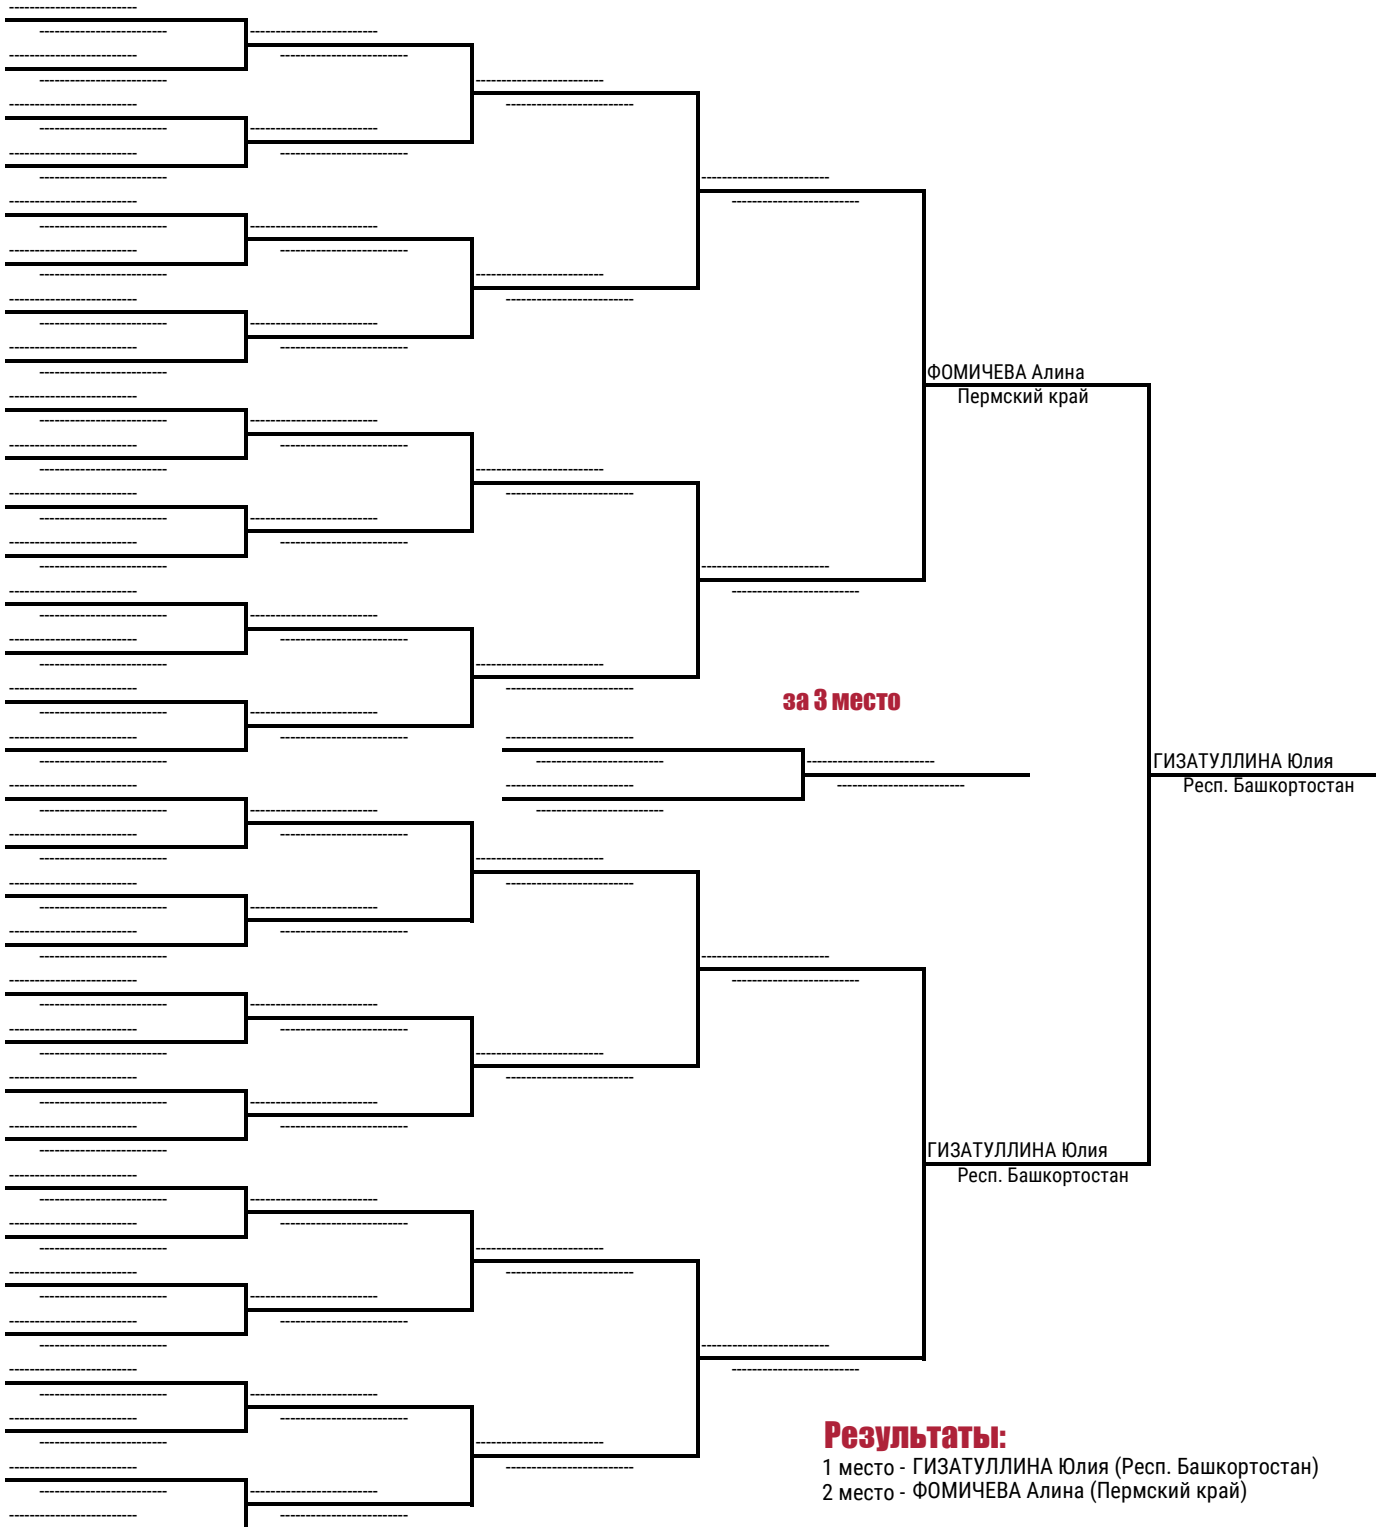 ФОМИЧЕВА Алина
Пермский край
за 3 место
ГИЗАТУЛЛИНА Юлия
Респ. Башкортостан
ГИЗАТУЛЛИНА Юлия
Респ. Башкортостан
Результаты:
1 место - ГИЗАТУЛЛИНА Юлия (Респ. Башкортостан)
2 место - ФОМИЧЕВА Алина (Пермский край)